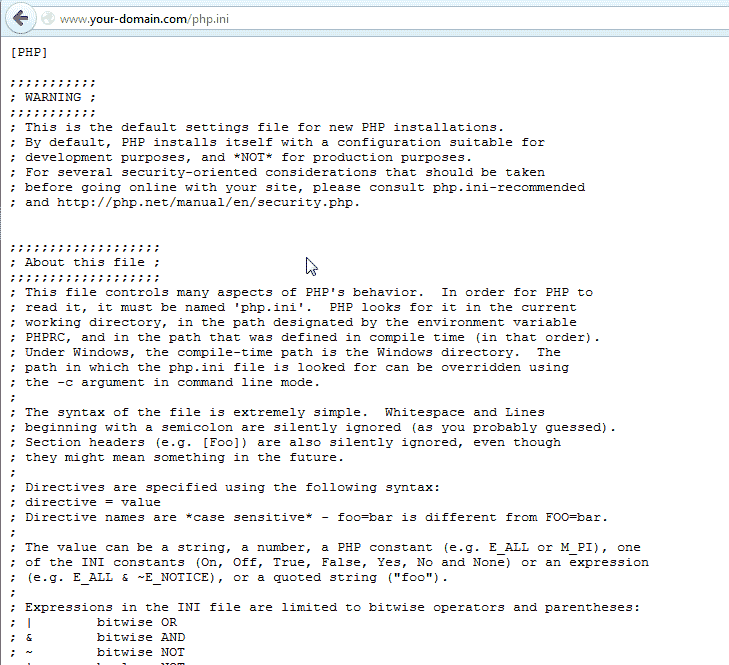 www.your-domain.com/php.ini
[PHP]
;;;;;;;;;;;
; WARNING ;
;;;;;;;;;;;
; This is the default settings file for new PHP installations.
; By default, PHP installs itself with a configuration suitable for
; development purposes, and *NOT* for production purposes.
; For several security-oriented considerations that should be taken
; before going online with your site, please consult php.ini-recommended
; and http://php.net/manual/en/security.php.
;;;;;;;;;;;;;;;;;;;
; About this file ;
;;;;;;;;;;;;;;;;;;;
; This file controls many aspects of PHP's behavior.  In order for PHP to
; read it, it must be named 'php.ini'.  PHP looks for it in the current
; working directory, in the path designated by the environment variable
; PHPRC, and in the path that was defined in compile time (in that order).
; Under Windows, the compile-time path is the Windows directory.  The
; path in which the php.ini file is looked for can be overridden using
; the -c argument in command line mode.
;
; The syntax of the file is extremely simple.  Whitespace and Lines
; beginning with a semicolon are silently ignored (as you probably guessed).
; Section headers (e.g. [Foo]) are also silently ignored, even though
; they might mean something in the future.
;
; Directives are specified using the following syntax:
; directive = value
; Directive names are *case sensitive* - foo=bar is different from FOO=bar.
;
; The value can be a string, a number, a PHP constant (e.g. E_ALL or M_PI), one
; of the INI constants (On, Off, True, False, Yes, No and None) or an expression
; (e.g. E_ALL & ~E_NOTICE), or a quoted string ("foo").
;
; Expressions in the INI file are limited to bitwise operators and parentheses:
; |        bitwise OR
; &        bitwise AND
; ~        bitwise NOT